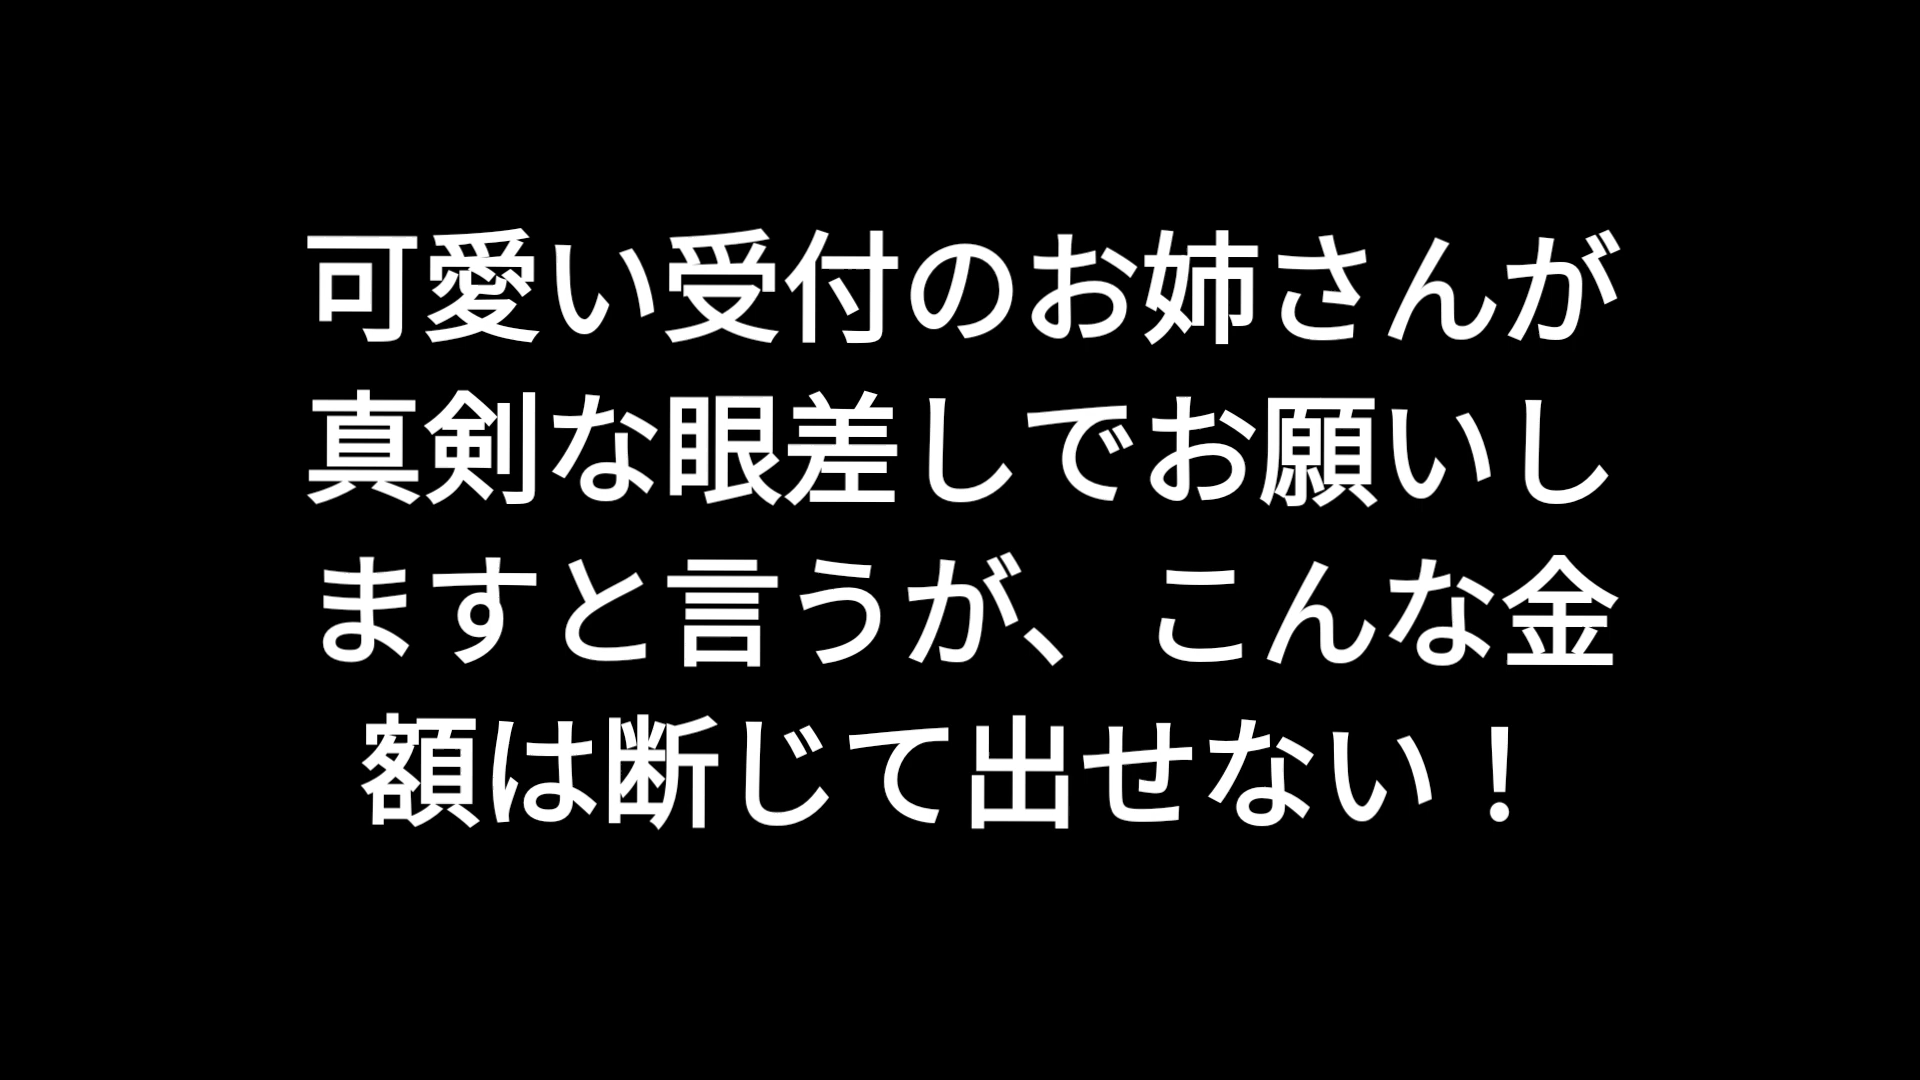 可愛い受付のお姉さんが
真剣な眼差しでお願いし
ますと言うが、こんな金
額は断じて出せない！